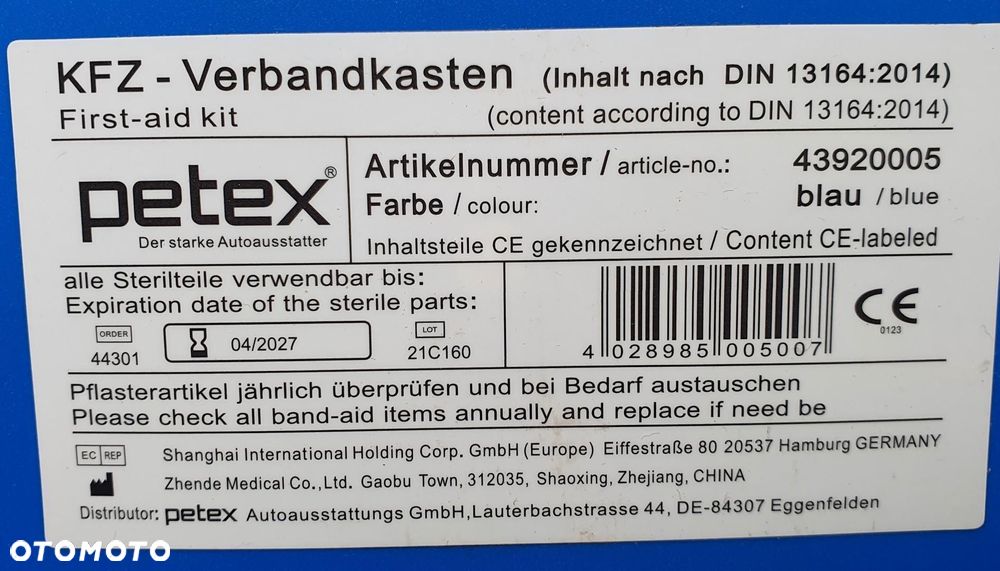 KFZ - Verbandkasten (Inhalt nach DIN 13164:2014)
First-aid kit (content according to DIN 13164:2014)
petex®
Der starke Autoausstatter
Artikelnummer / article-no.: 43920005
Farbe / colour: blau / blue
Inhaltsteile CE gekennzeichnet / Content CE-labeled
alle Sterilteile verwendbar bis:
Expiration date of the sterile parts:
ORDER
44301
04/2027
LOT
21C160
4 028985 005007
CE
0123
Pflasterartikel jährlich überprüfen und bei Bedarf austauschen
Please check all band-aid items annually and replace if need be
EC REP Shanghai International Holding Corp. GmbH (Europe) Eiffestraße 80 20537 Hamburg GERMANY
Zhende Medical Co.,Ltd. Gaobu Town, 312035, Shaoxing, Zhejiang, CHINA
Distributor: petex Autoausstattungs GmbH,Lauterbachstrasse 44, DE-84307 Eggenfelden
OTOMOTO